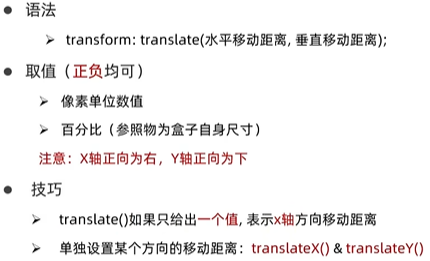 ● 语法
➤ transform: translate(水平移动距离, 垂直移动距离);
● 取值（正负均可）
➤ 像素单位数值
➤ 百分比（参照物为盒子自身尺寸）
注意：X轴正向为右，Y轴正向为下
● 技巧
➤ translate()如果只给出一个值, 表示x轴方向移动距离
➤ 单独设置某个方向的移动距离：translateX() & translateY()